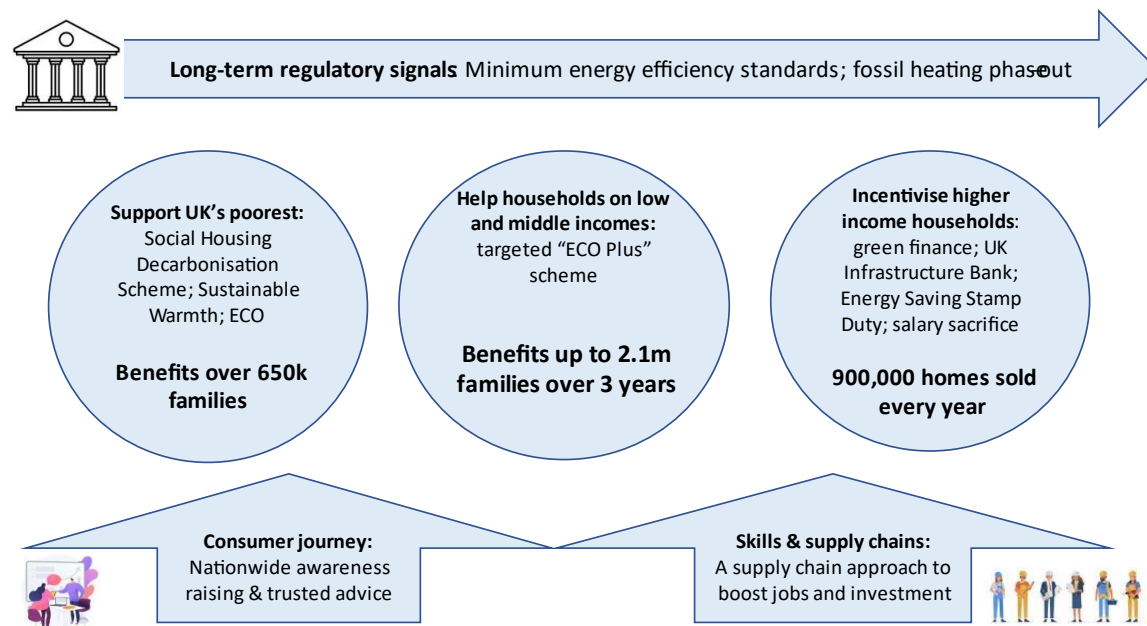 Long-term regulatory signals: Minimum energy efficiency standards; fossil heating phase-out
Support UK's poorest:
Social Housing
Decarbonisation
Scheme; Sustainable
Warmth; ECO
Benefits over 650k
families
Help households on low
and middle incomes:
targeted “ECO Plus”
scheme
Benefits up to 2.1m
families over 3 years
Incentivise higher
income households:
green finance; UK
Infrastructure Bank;
Energy Saving Stamp
Duty; salary sacrifice
900,000 homes sold
every year
Consumer journey:
Nationwide awareness
raising & trusted advice
Skills & supply chains:
A supply chain approach to
boost jobs and investment